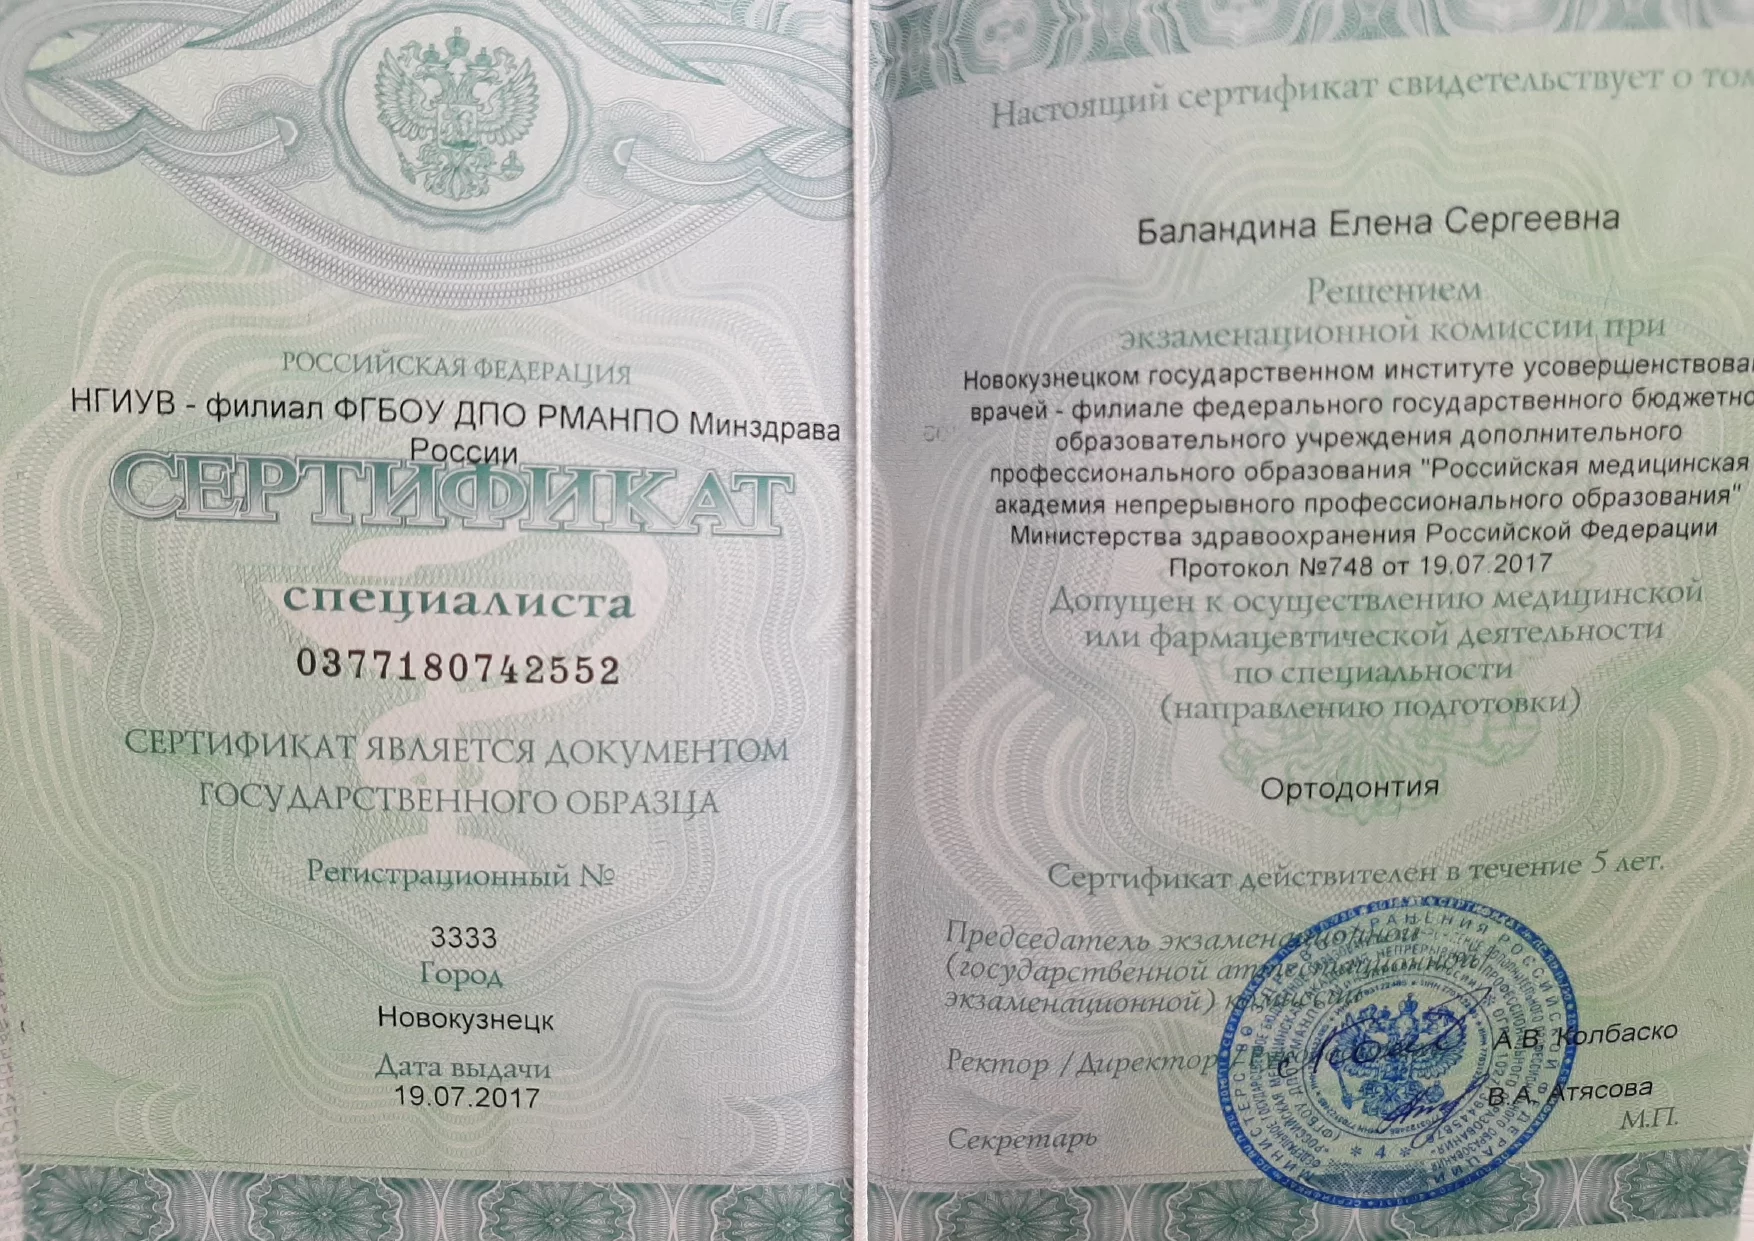 РОССИЙСКАЯ ФЕДЕРАЦИЯ
НГИУВ - филиал ФГБОУ ДПО РМАНПО Минздрава
России
СЕРТИФИКАТ
специалиста
0377180742552
СЕРТИФИКАТ ЯВЛЯЕТСЯ ДОКУМЕНТОМ
ГОСУДАРСТВЕННОГО ОБРАЗЦА
Регистрационный №
3333
Город
Новокузнецк
Дата выдачи
19.07.2017
Настоящий сертификат свидетельствует о том
Баландина Елена Сергеевна
Решением
экзаменационной комиссии при
Новокузнецком государственном институте усовершенствова
врачей - филиале федерального государственного бюджетно
образовательного учреждения дополнительного
профессионального образования "Российская медицинская
академия непрерывного профессионального образования"
Министерства здравоохранения Российской Федерации
Протокол №748 от 19.07.2017
Допущен к осуществлению медицинской
или фармацевтической деятельности
по специальности
(направлению подготовки)
Ортодонтия
Сертификат действителен в течение 5 лет.
Председатель экзаменационной
(государственной аттестационной,
экзаменационной) комиссии
А.В. Колбаско
Ректор / Директор
В.А. Атясова
М.П.
Секретарь